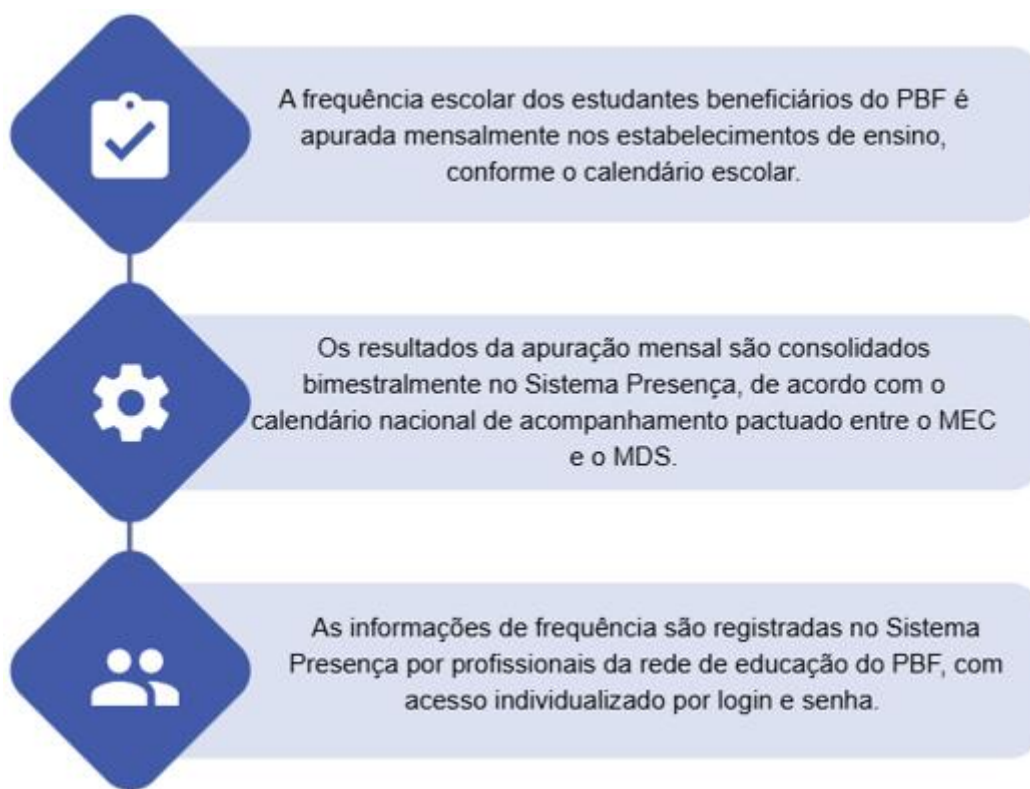 A frequência escolar dos estudantes beneficiários do PBF é
apurada mensalmente nos estabelecimentos de ensino,
conforme o calendário escolar.
Os resultados da apuração mensal são consolidados
bimestralmente no Sistema Presença, de acordo com o
calendário nacional de acompanhamento pactuado entre o MEC
e o MDS.
As informações de frequência são registradas no Sistema
Presença por profissionais da rede de educação do PBF, com
acesso individualizado por login e senha.